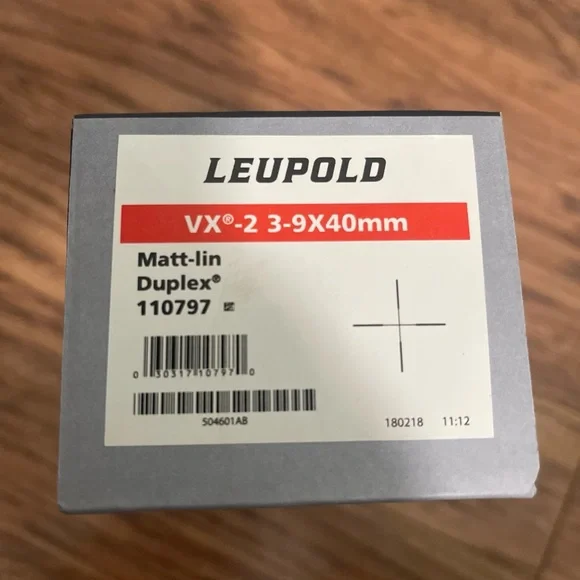 LEUPOLD
VX®-2 3-9X40mm
Matt-lin
Duplex®
110797
0 30317 10797 0
504601AB
180218 11:12